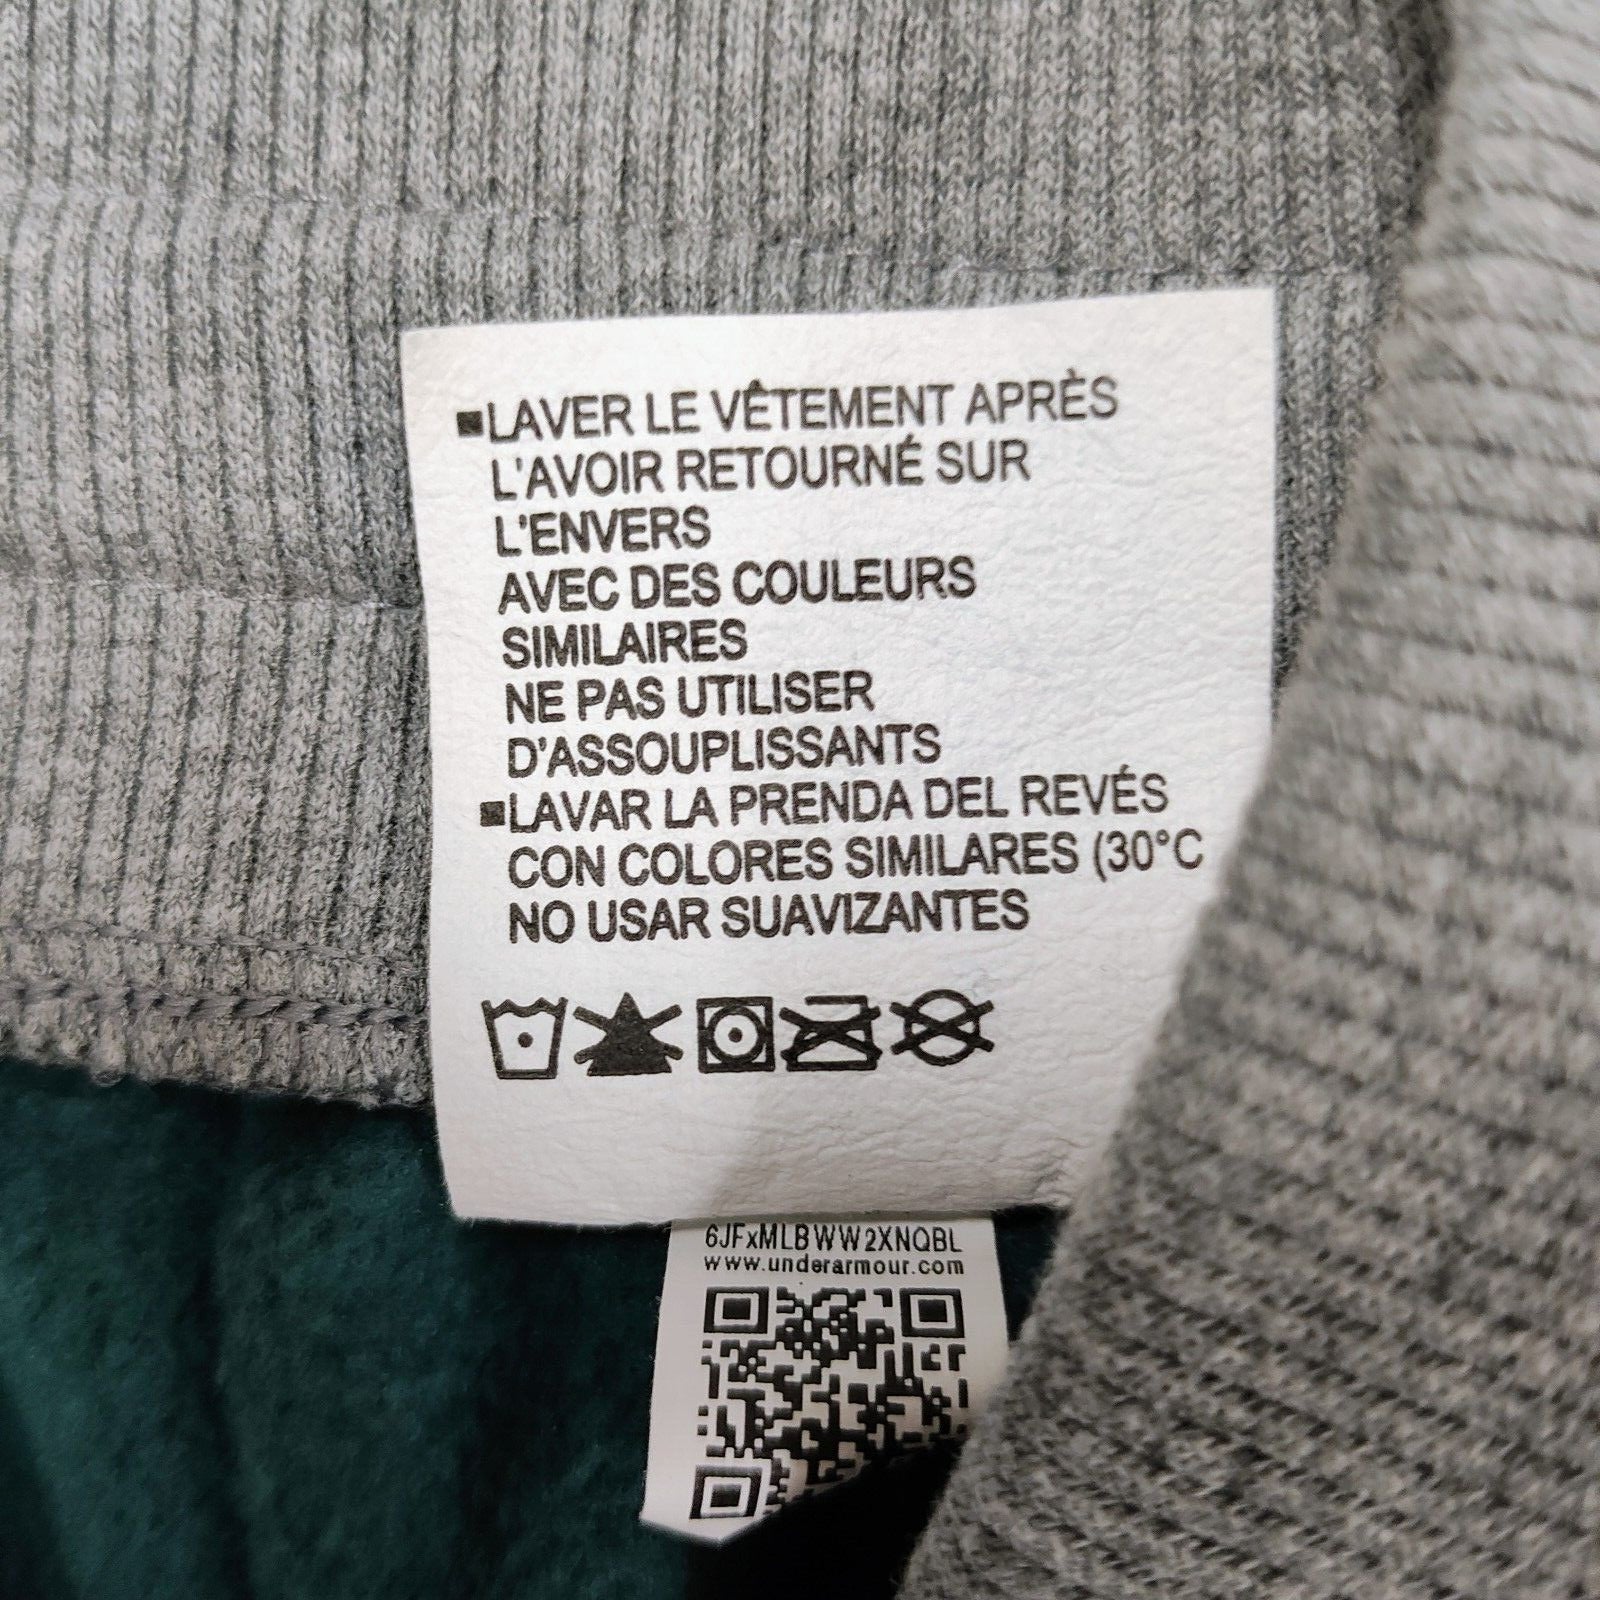 ■LAVER LE VÊTEMENT APRÈS
L'AVOIR RETOURNÉ SUR
L'ENVERS
AVEC DES COULEURS
SIMILAIRES
NE PAS UTILISER
D'ASSOUPLISSANTS
■LAVAR LA PRENDA DEL REVÉS
CON COLORES SIMILARES (30°C
NO USAR SUAVIZANTES
6JFxMLBWW2XNQBL
www.underarmour.com